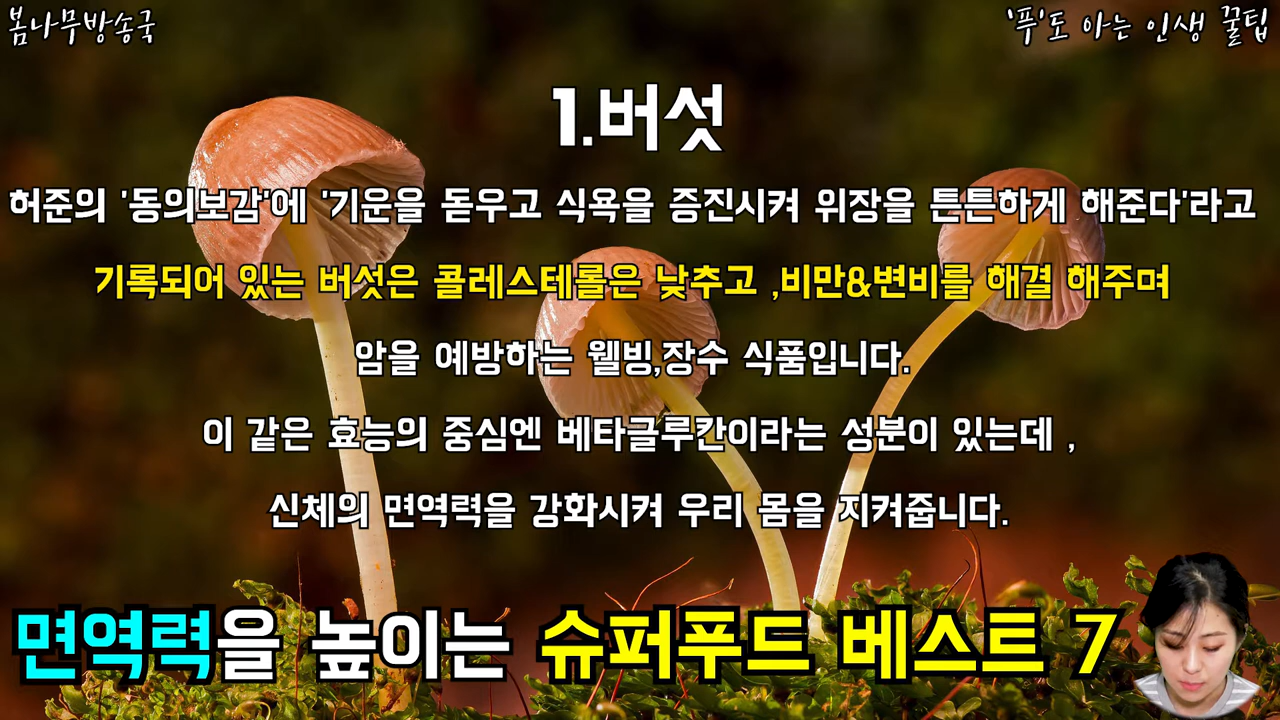 봄나무방송국
'푸'도 아는 인생 꿀팁
1.버섯
허준의 '동의보감'에 '기운을 돋우고 식욕을 증진시켜 위장을 튼튼하게 해준다'라고
기록되어 있는 버섯은 콜레스테롤은 낮추고 ,비만&변비를 해결 해주며
암을 예방하는 웰빙,장수 식품입니다.
이 같은 효능의 중심엔 베타글루칸이라는 성분이 있는데 ,
신체의 면역력을 강화시켜 우리 몸을 지켜줍니다.
면역력을 높이는 슈퍼푸드 베스트 7